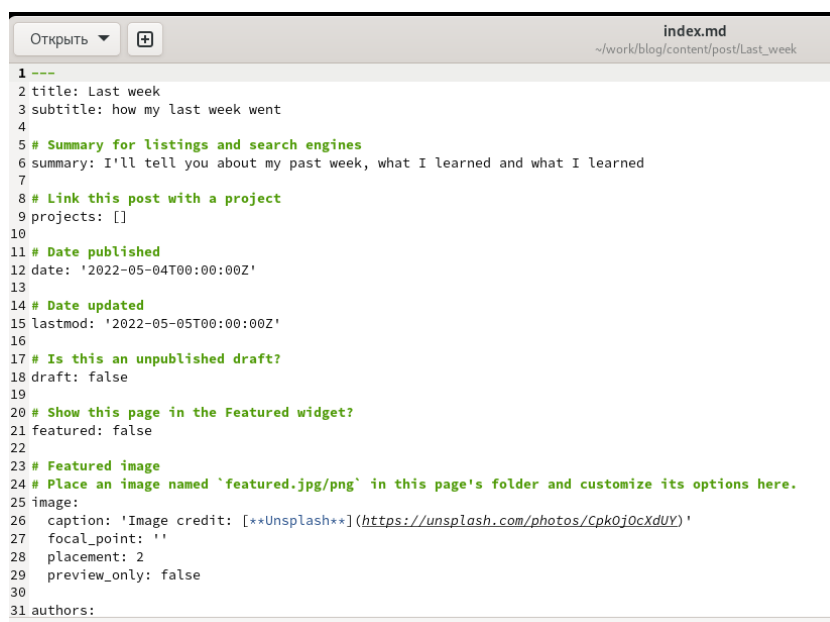 Открыть
index.md
~/work/blog/content/post/Last_week
1 ---
2 title: Last week
3 subtitle: how my last week went
4
5 # Summary for listings and search engines
6 summary: I'll tell you about my past week, what I learned and what I learned
7
8 # Link this post with a project
9 projects: []
10
11 # Date published
12 date: '2022-05-04T00:00:00Z'
13
14 # Date updated
15 lastmod: '2022-05-05T00:00:00Z'
16
17 # Is this an unpublished draft?
18 draft: false
19
20 # Show this page in the Featured widget?
21 featured: false
22
23 # Featured image
24 # Place an image named `featured.jpg/png` in this page's folder and customize its options here.
25 image:
26   caption: 'Image credit: [**Unsplash**](https://unsplash.com/photos/CpkOjOcXdUY)'
27   focal_point: ''
28   placement: 2
29   preview_only: false
30
31 authors: